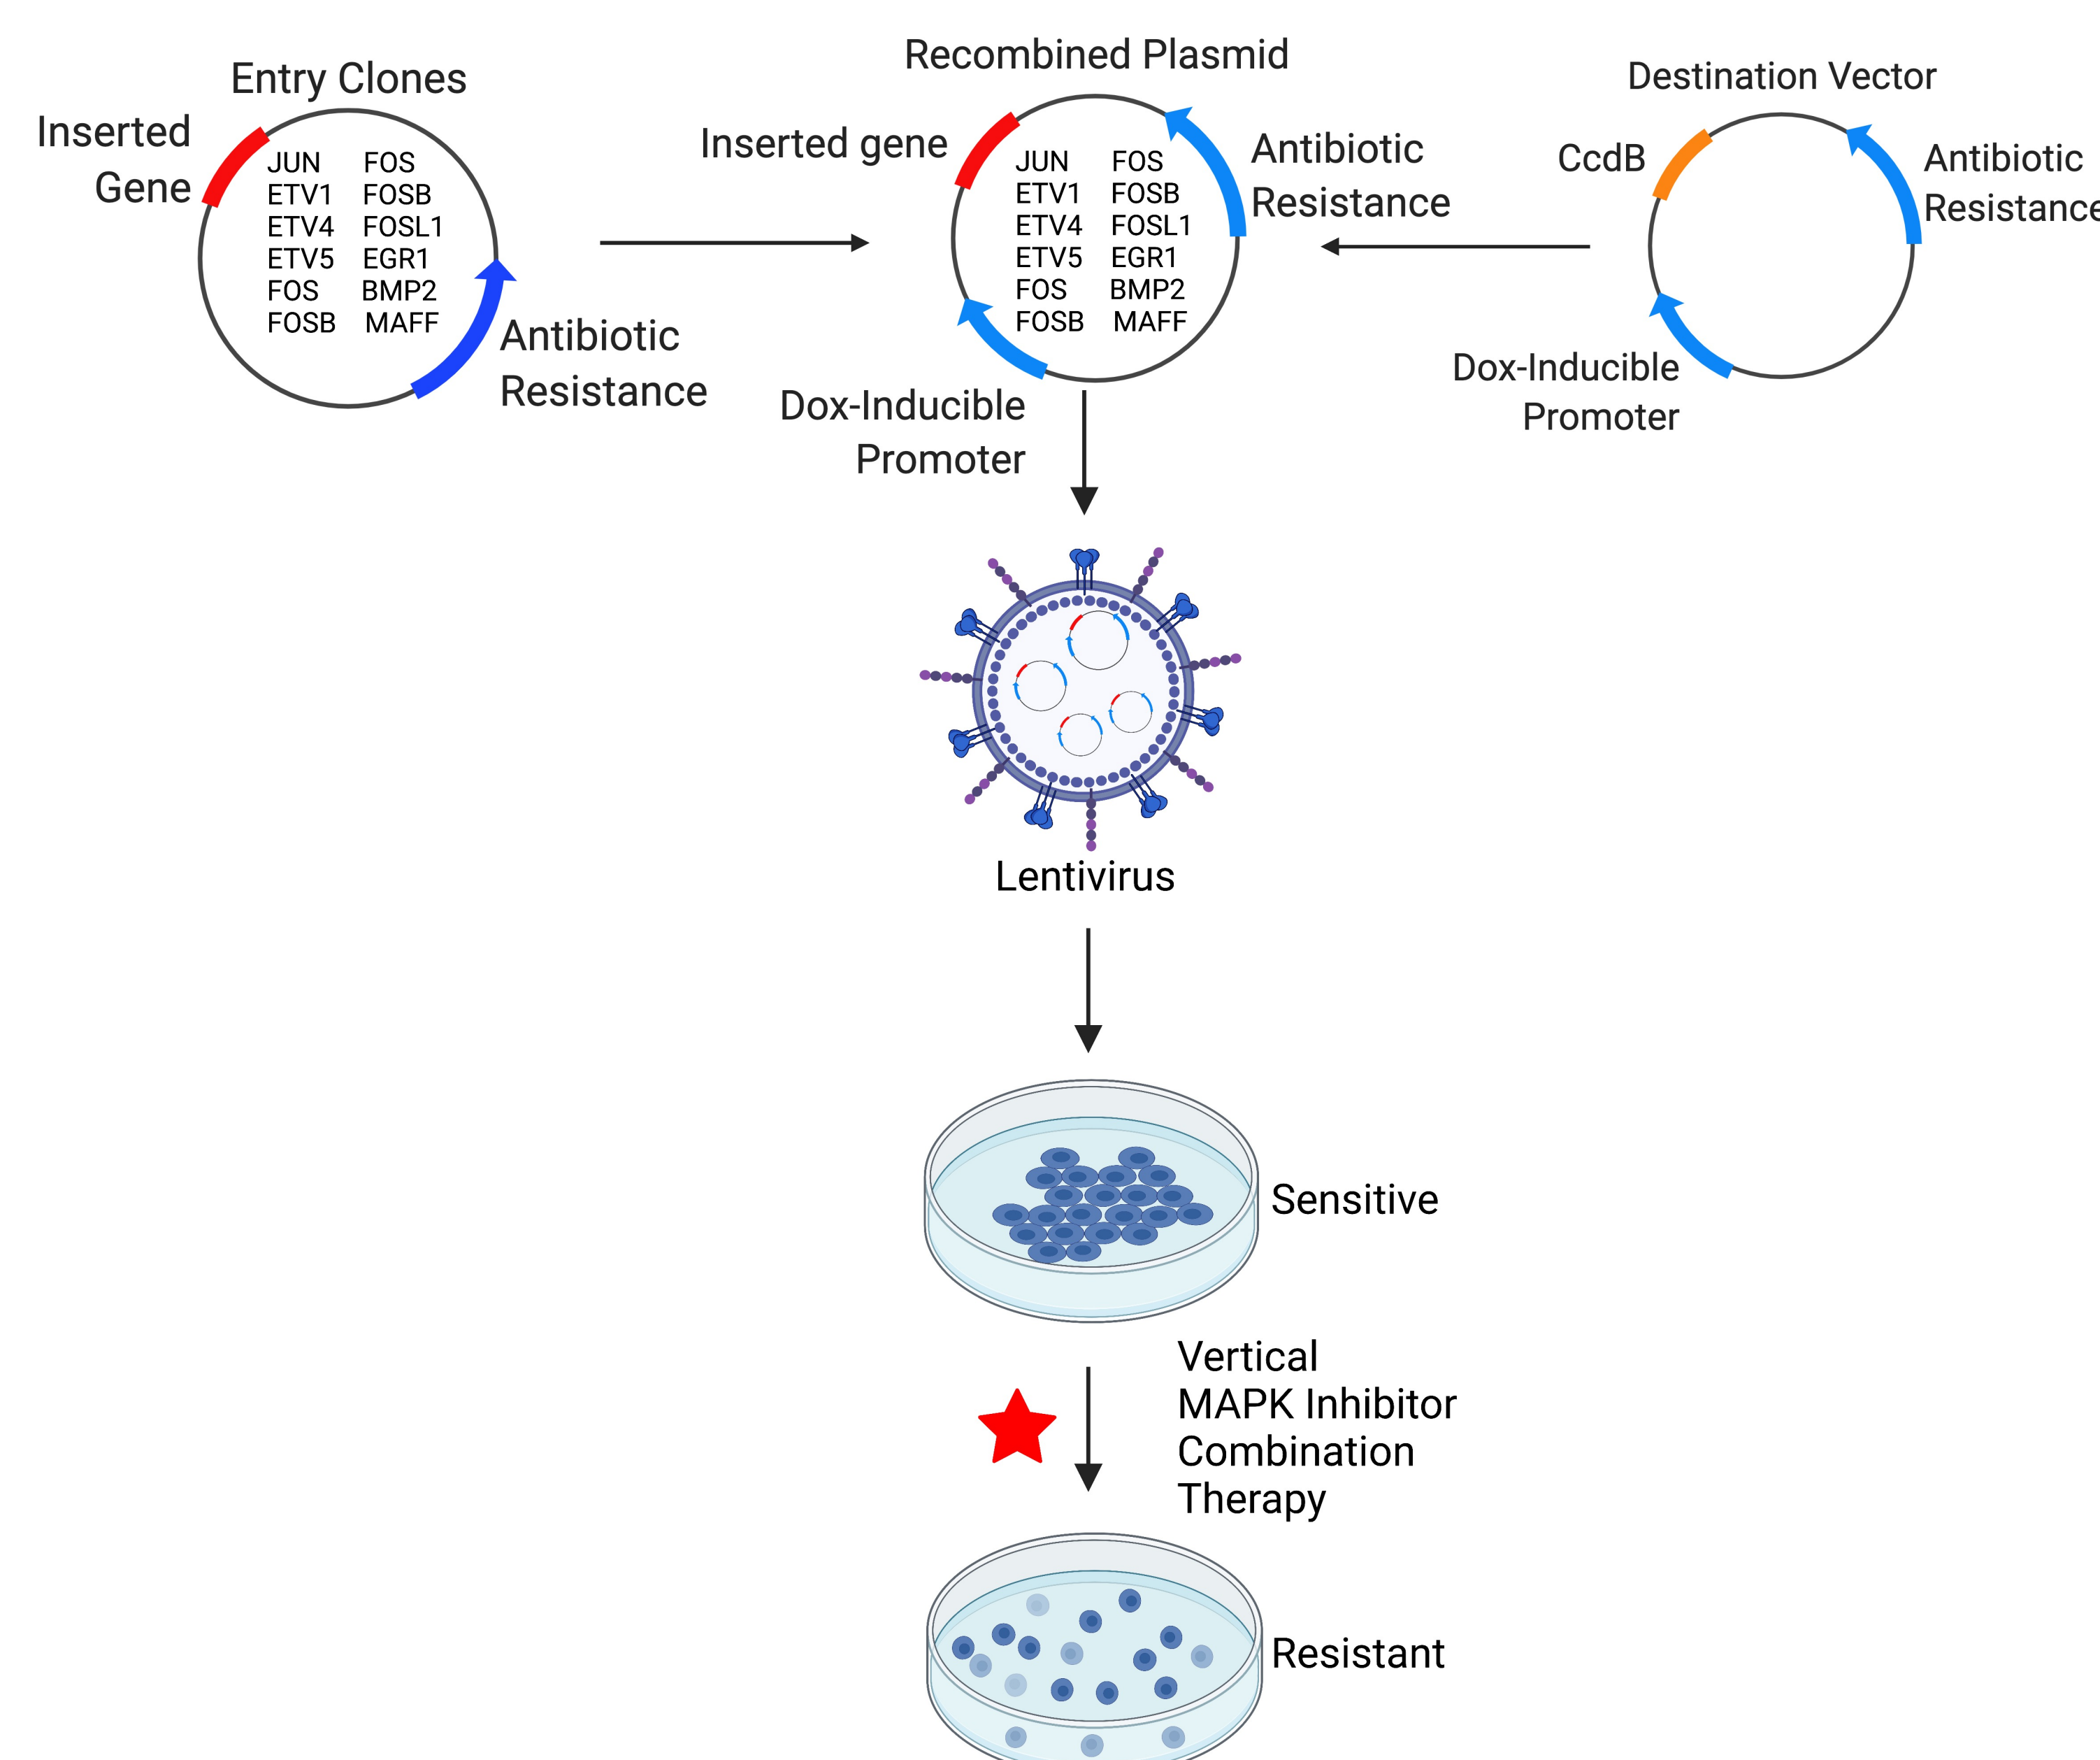 Entry Clones
Inserted
Gene
JUN FOS
ETV1 FOSB
ETV4 FOSL1
ETV5 EGR1
FOS BMP2
FOSB MAFF
Antibiotic
Resistance
Recombined Plasmid
Inserted gene
JUN FOS
ETV1 FOSB
ETV4 FOSL1
ETV5 EGR1
FOS BMP2
FOSB MAFF
Antibiotic
Resistance
Dox-Inducible
Promoter
Destination Vector
CcdB
Antibiotic
Resistance
Dox-Inducible
Promoter
Lentivirus
Sensitive
Vertical
MAPK Inhibitor
Combination
Therapy
Resistant